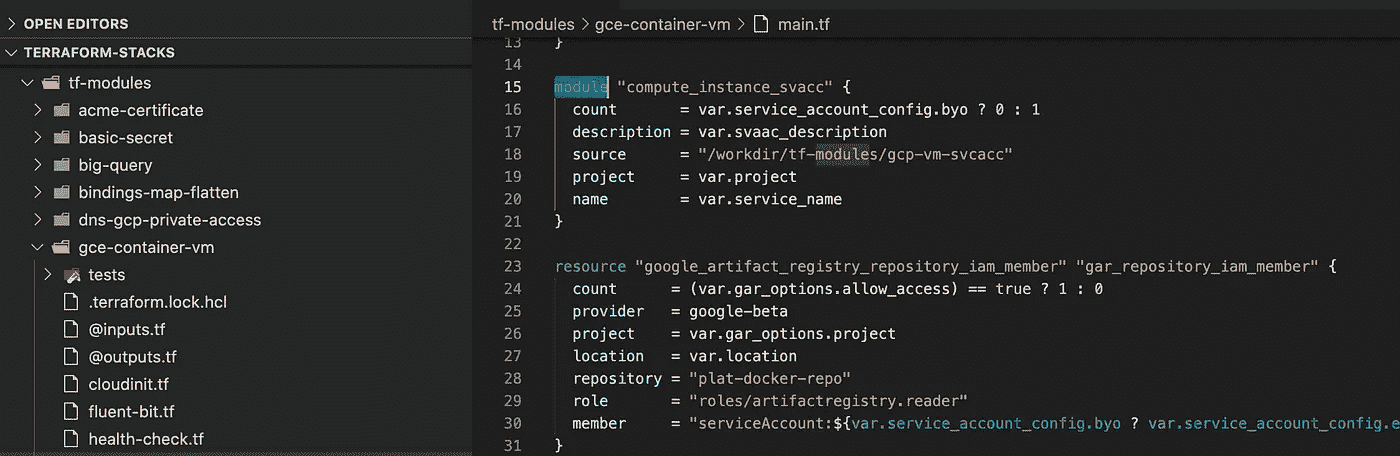 OPEN EDITORS
TERRAFORM-STACKS
tf-modules
acme-certificate
basic-secret
big-query
bindings-map-flatten
dns-gcp-private-access
gce-container-vm
tests
.terraform.lock.hcl
@inputs.tf
@outputs.tf
cloudinit.tf
fluent-bit.tf
health-check.tf
tf-modules > gce-container-vm > main.tf
13 }
14
15 module "compute_instance_svacc" {
16 count = var.service_account_config.byo ? 0 : 1
17 description = var.svaac_description
18 source = "/workdir/tf-modules/gcp-vm-svcacc"
19 project = var.project
20 name = var.service_name
21 }
22
23 resource "google_artifact_registry_repository_iam_member" "gar_repository_iam_member" {
24 count = (var.gar_options.allow_access) == true ? 1 : 0
25 provider = google-beta
26 project = var.gar_options.project
27 location = var.location
28 repository = "plat-docker-repo"
29 role = "roles/artifactregistry.reader"
30 member = "serviceAccount:${var.service_account_config.byo ? var.service_account_config.e
31 }